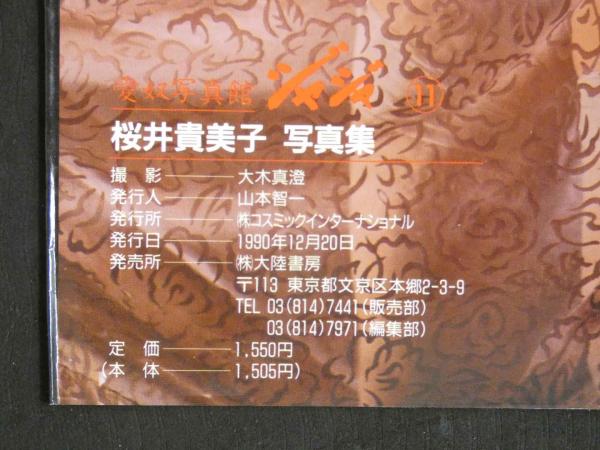 愛奴写真館 ジャジャ 11
桜井貴美子 写真集
撮影 大木真澄
発行人 山本智一
発行所 ㈱コスミックインターナショナル
発行日 1990年12月20日
発売所 ㈱大陸書房
〒113 東京都文京区本郷2-3-9
TEL 03(814)7441(販売部)
03(814)7971(編集部)
定価 1,550円
(本体 1,505円)